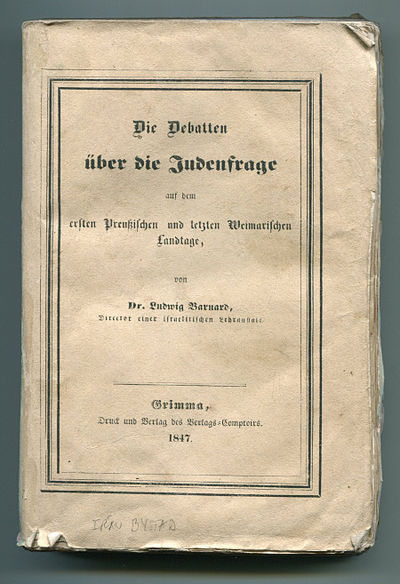 Die Debatten
über die Judenfrage
auf dem
ersten Preußischen und letzten Weimarischen
Landtage,
von
Dr. Ludwig Barnard,
Director einer israelitischen Lehranstalt.
Grimma,
Druck und Verlag des Verlags-Comptoirs.
1847.